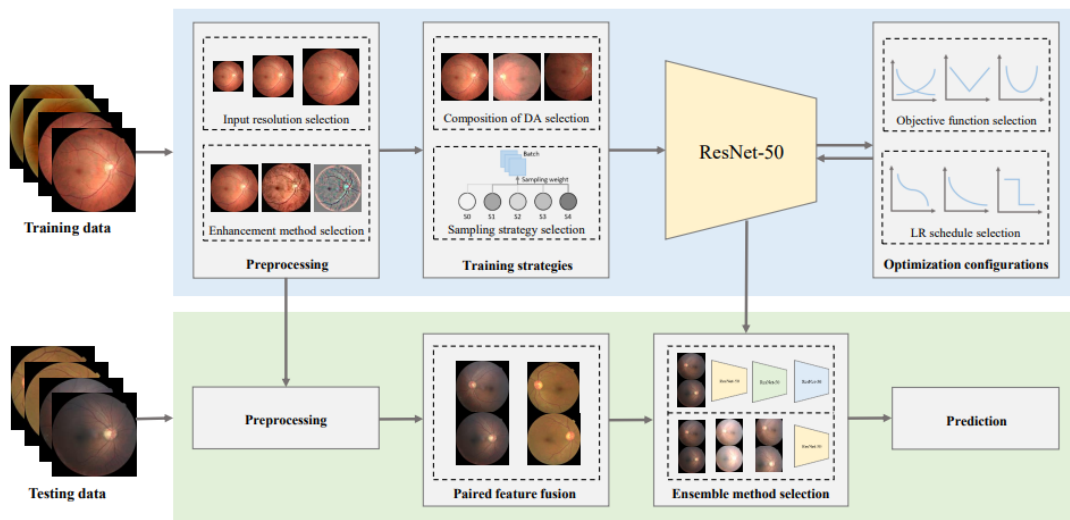 Input resolution selection
Enhancement method selection
Preprocessing
Training data
Composition of DA selection
Batch
Sampling weight
S0 S1 S2 S3 S4
Sampling strategy selection
Training strategies
ResNet-50
Objective function selection
LR schedule selection
Optimization configurations
Testing data
Preprocessing
Paired feature fusion
ResNet-50
Ensemble method selection
Prediction